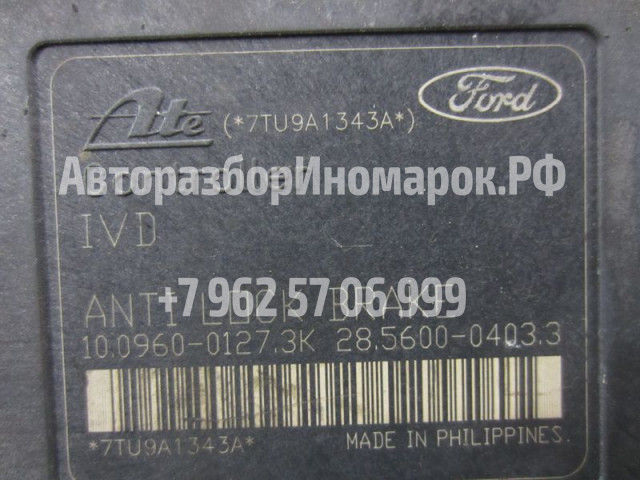 Ate (*7TU9A1343A*) Ford
АвторазборИномарок.РФ
IVD
+7 962 57 06 999
ANTI LOCK BRAKE
10.0960-0127.3K 28.5600-0403.3
*7TU9A1343A*
MADE IN PHILIPPINES.